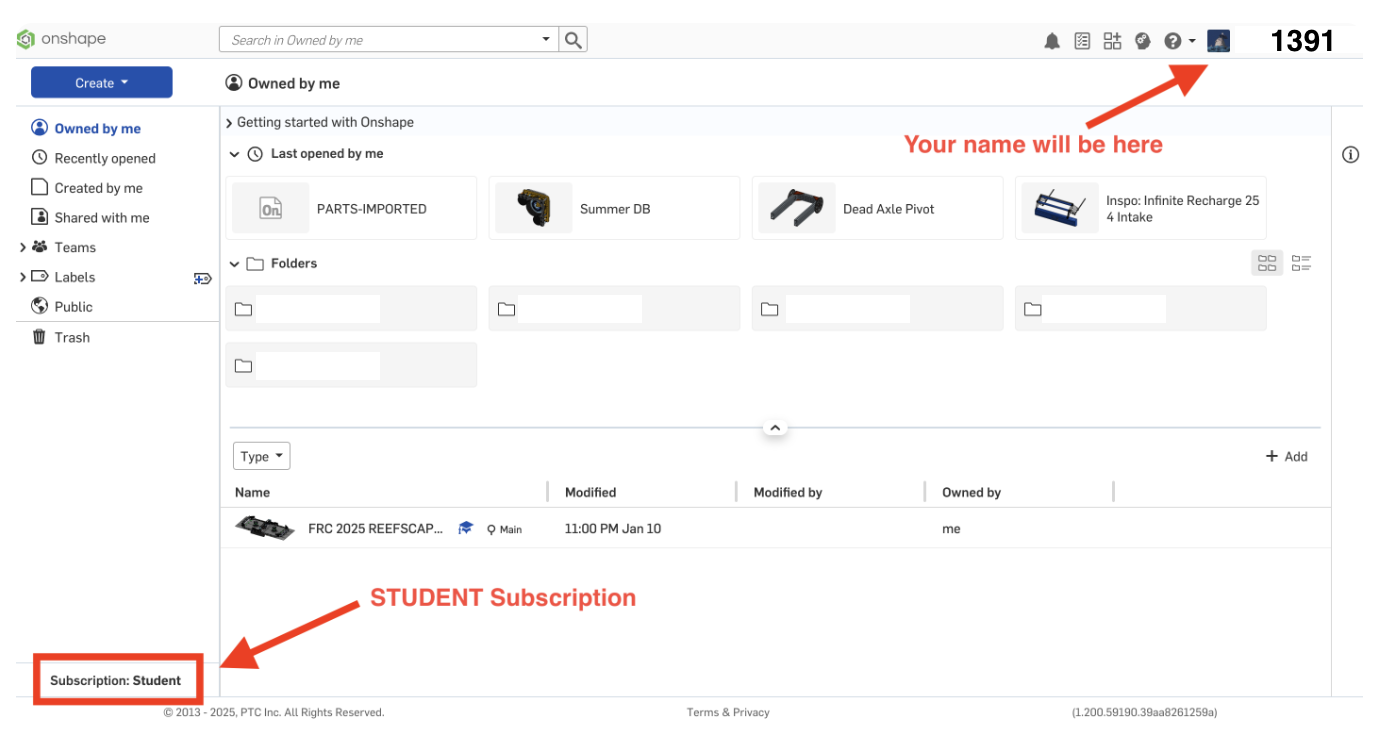 onshape
Search in Owned by me
1391
Create
Owned by me
Your name will be here
Owned by me
Recently opened
Created by me
Shared with me
Teams
Labels
Public
Trash
Getting started with Onshape
Last opened by me
On
PARTS-IMPORTED
Summer DB
Dead Axle Pivot
Inspo: Infinite Recharge 25
4 Intake
Folders
Type
+ Add
Name
Modified
Modified by
Owned by
FRC 2025 REEFSCAP... Main 11:00 PM Jan 10 me
STUDENT Subscription
Subscription: Student
© 2013 - 2025, PTC Inc. All Rights Reserved.
Terms & Privacy
(1.200.59190.39aa8261259a)